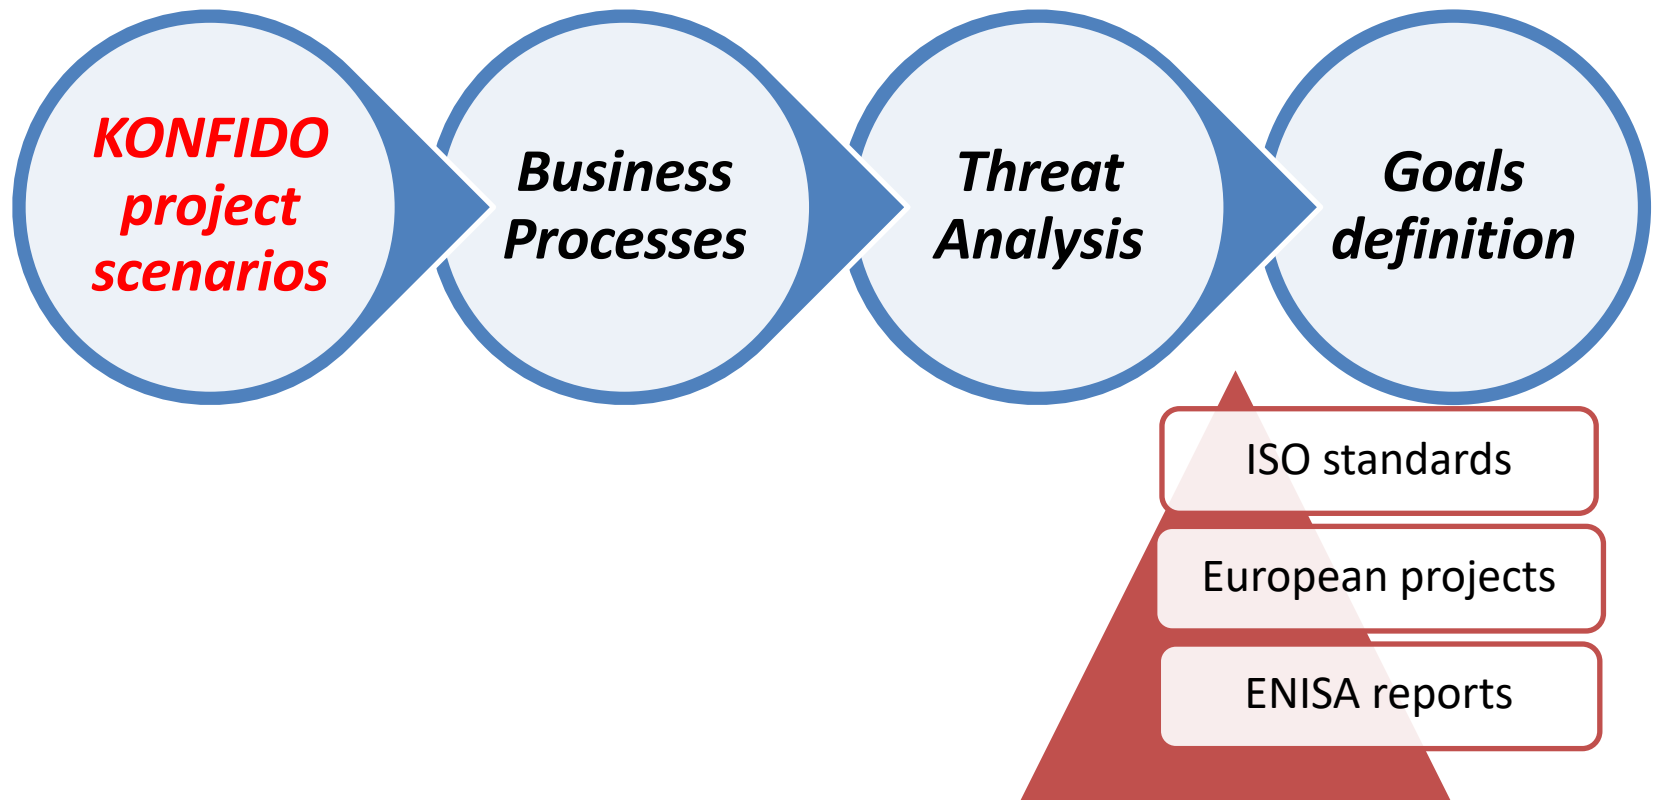 KONFIDO
project
scenarios
Business
Processes
Threat
Analysis
Goals
definition
ISO standards
European projects
ENISA reports